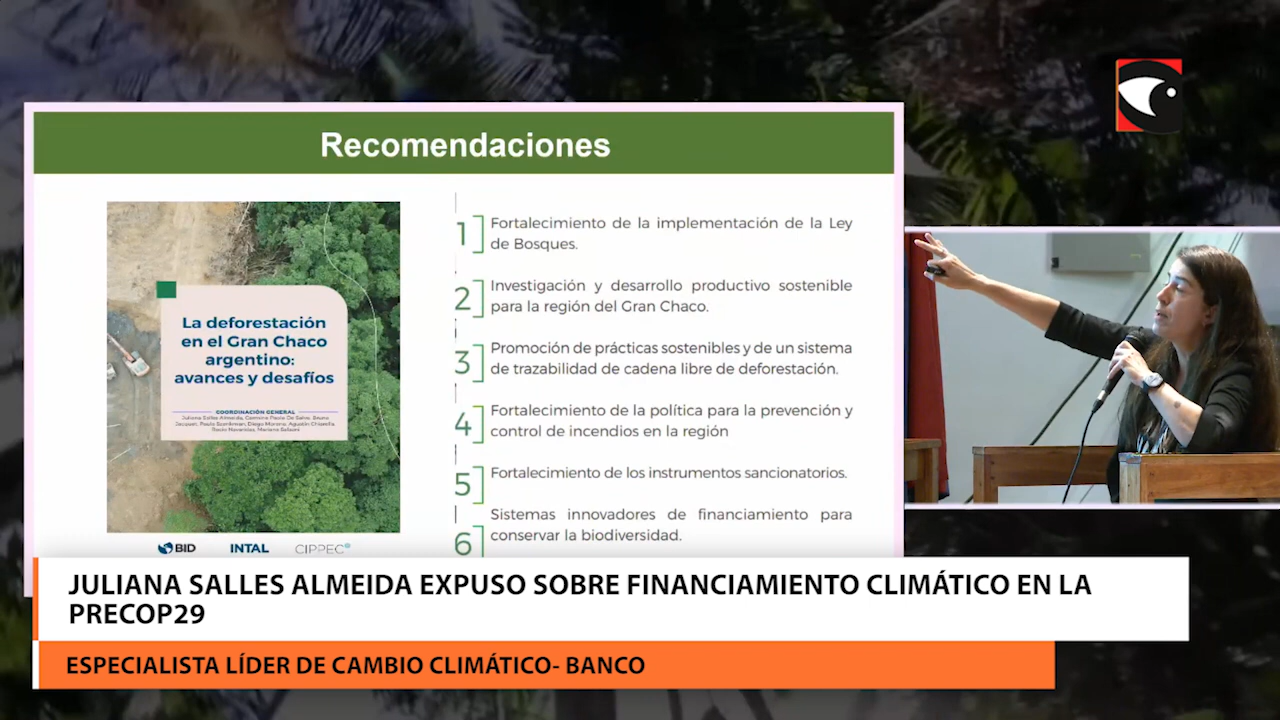 Recomendaciones
La deforestación
en el Gran Chaco
argentino:
avances y desafíos
COORDINACIÓN GENERAL
BID INTAL CIPPEC
1 Fortalecimiento de la implementación de la Ley
de Bosques.
2 Investigación y desarrollo productivo sostenible
para la región del Gran Chaco.
3 Promoción de prácticas sostenibles y de un sistema
de trazabilidad de cadena libre de deforestación.
4 Fortalecimiento de la política para la prevención y
control de incendios en la región
5 Fortalecimiento de los instrumentos sancionatorios.
6 Sistemas innovadores de financiamiento para
conservar la biodiversidad.
JULIANA SALLES ALMEIDA EXPUSO SOBRE FINANCIAMIENTO CLIMÁTICO EN LA
PRECOP29
ESPECIALISTA LÍDER DE CAMBIO CLIMÁTICO- BANCO